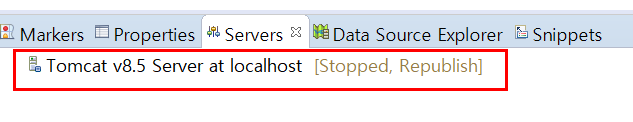 Markers Properties Servers Data Source Explorer Snippets
Tomcat v8.5 Server at localhost [Stopped, Republish]